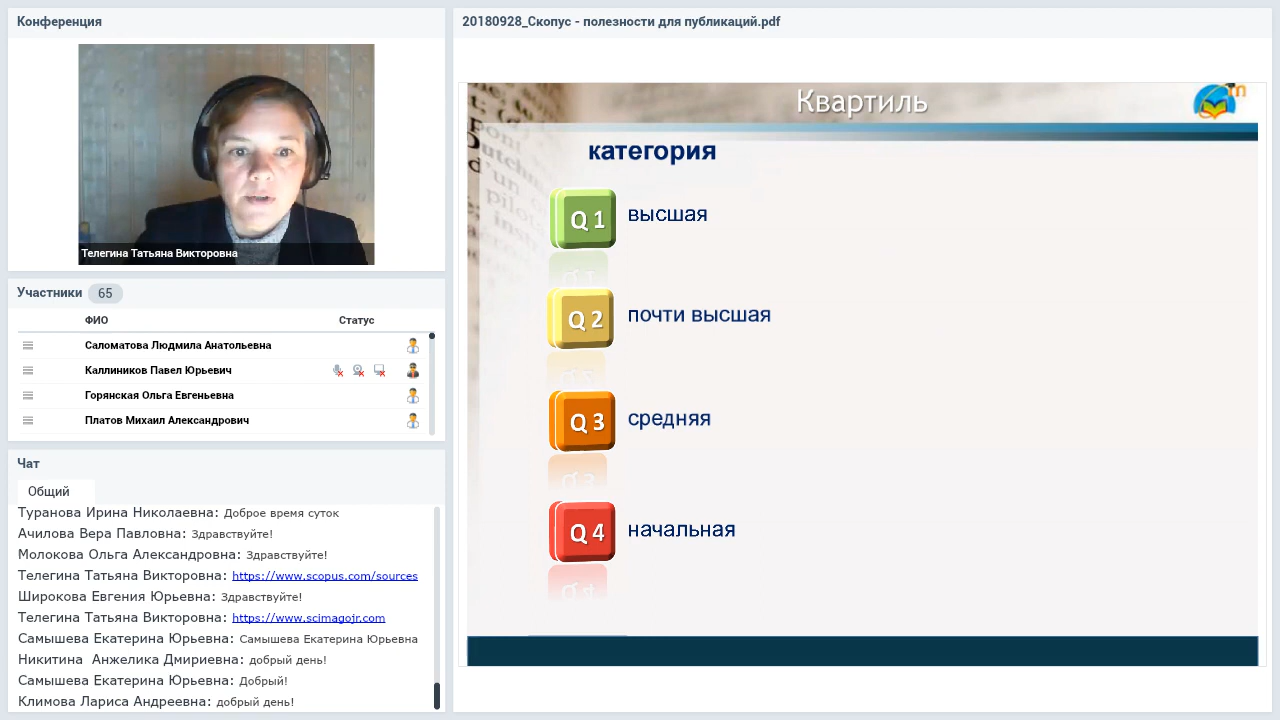 Конференция
Телегина Татьяна Викторовна
Участники 65
ФИО Статус
Саломатова Людмила Анатольевна
Каллиников Павел Юрьевич
Горянская Ольга Евгеньевна
Платов Михаил Александрович
Чат
Общий
Туранова Ирина Николаевна: Доброе время суток
Ачилова Вера Павловна: Здравствуйте!
Молокова Ольга Александровна: Здравствуйте!
Телегина Татьяна Викторовна: https://www.scopus.com/sources
Широкова Евгения Юрьевна: Здравствуйте!
Телегина Татьяна Викторовна: https://www.scimagojr.com
Самышева Екатерина Юрьевна: Самышева Екатерина Юрьевна
Никитина Анжелика Дмириевна: добрый день!
Самышева Екатерина Юрьевна: Добрый!
Климова Лариса Андреевна: добрый день!
20180928_Скопус - полезности для публикаций.pdf
Квартиль
категория
Q 1 высшая
Q 2 почти высшая
Q 3 средняя
Q 4 начальная